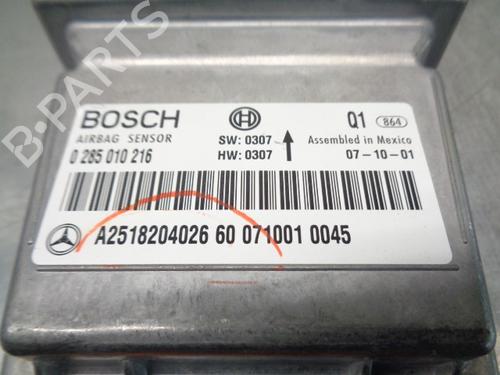 BOSCH
AIRBAG SENSOR
0 285 010 216
SW: 0307
HW: 0307
Q1 864
Assembled in Mexico
07-10-01
A2518204026 60 071001 0045
B-PARTS